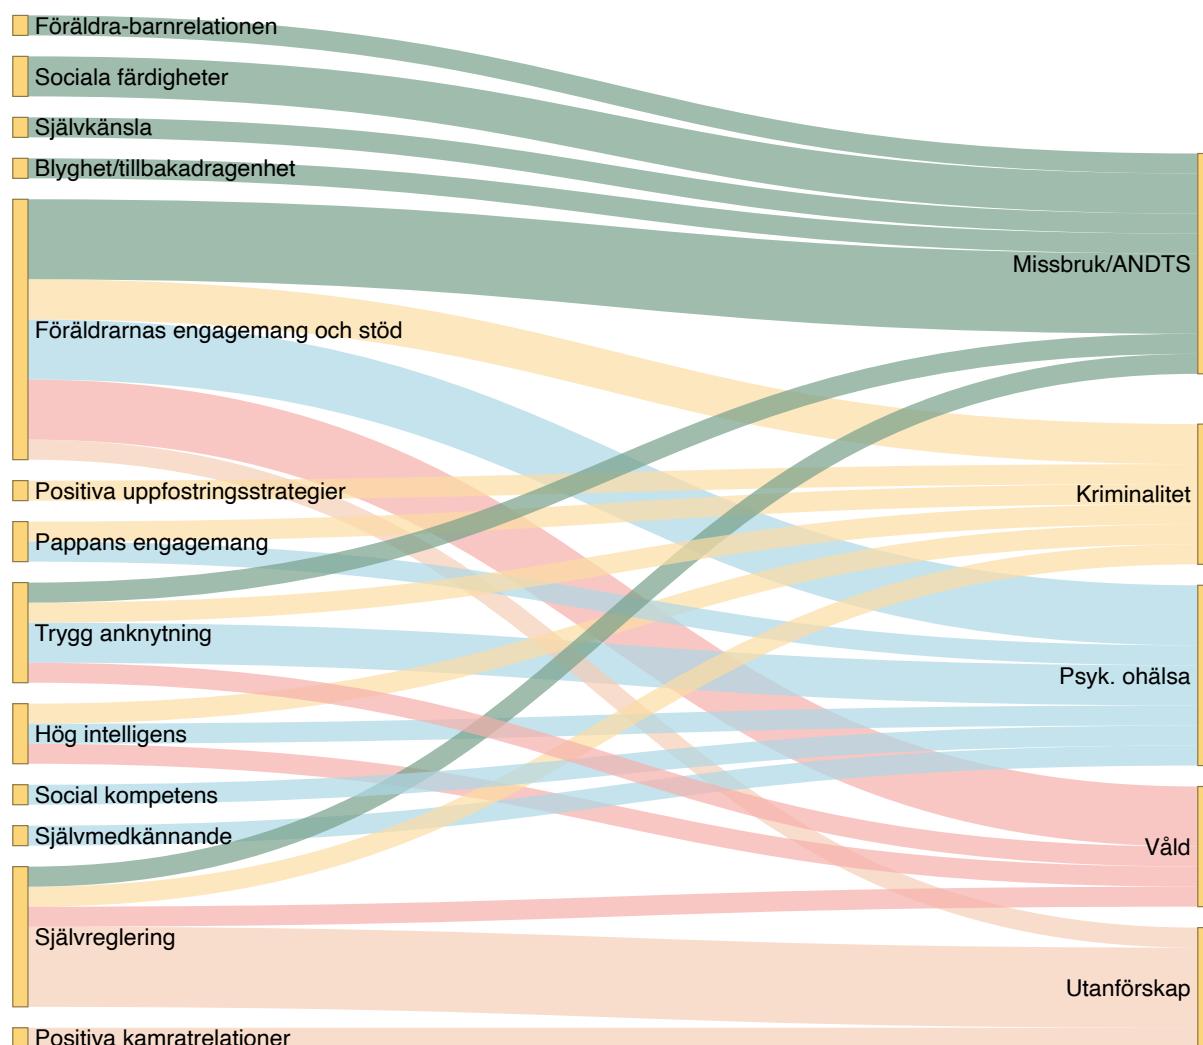 Föräldra-barnrelationen
Sociala färdigheter
Självkänsla
Blyghet/tillbakadragenhet
Föräldrarnas engagemang och stöd
Positiva uppfostringsstrategier
Pappans engagemang
Trygg anknytning
Hög intelligens
Social kompetens
Självmedkännande
Självreglering
Positiva kamratrelationer
Missbruk/ANDTS
Kriminalitet
Psyk. ohälsa
Våld
Utanförskap